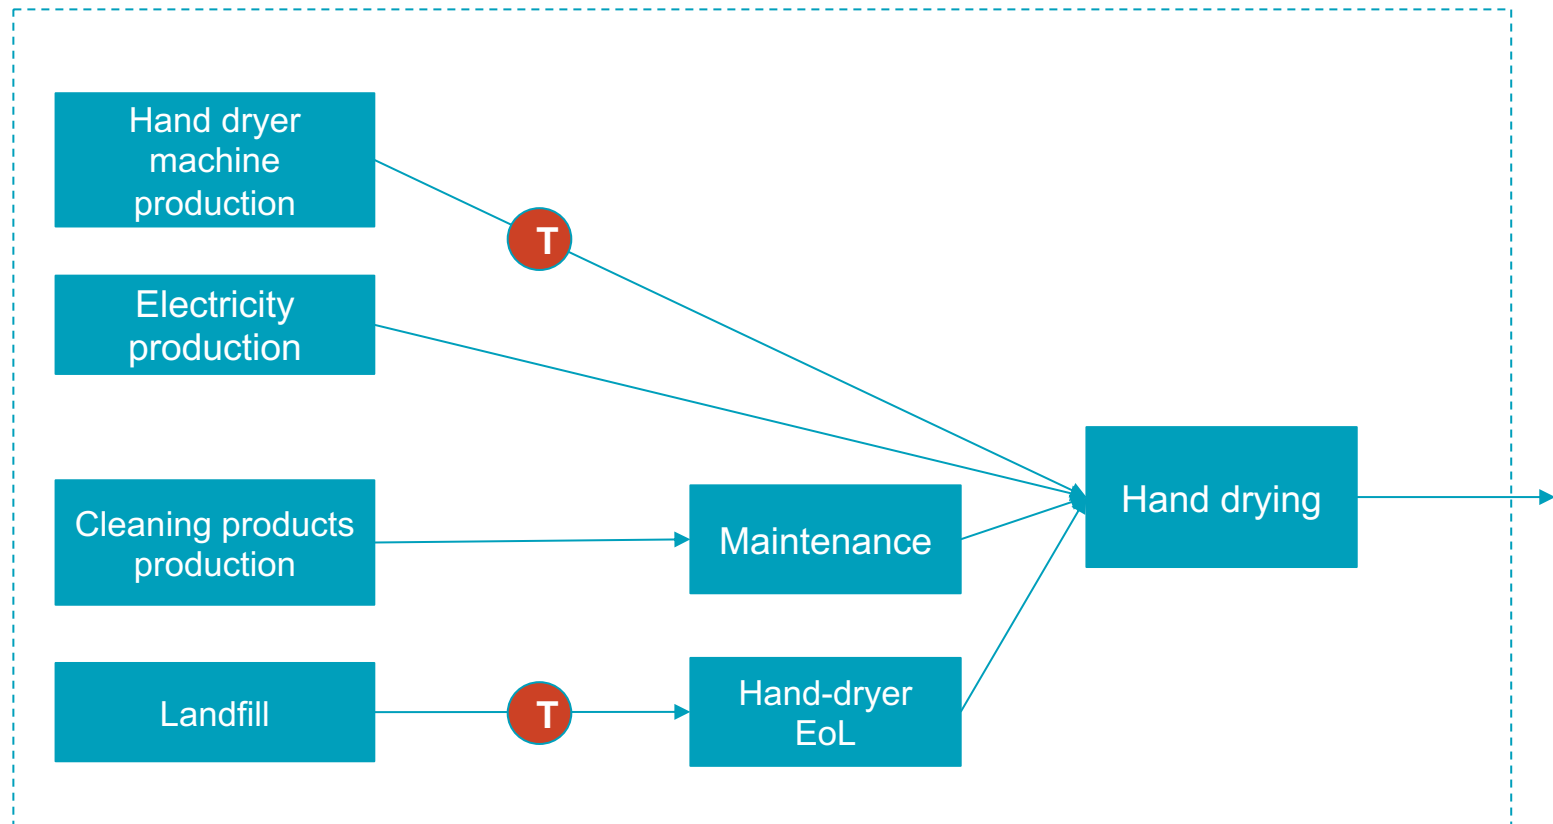 Hand dryer
machine
production
T
Electricity
production
Hand drying
Cleaning products
production
Maintenance
Landfill
T
Hand-dryer
EoL